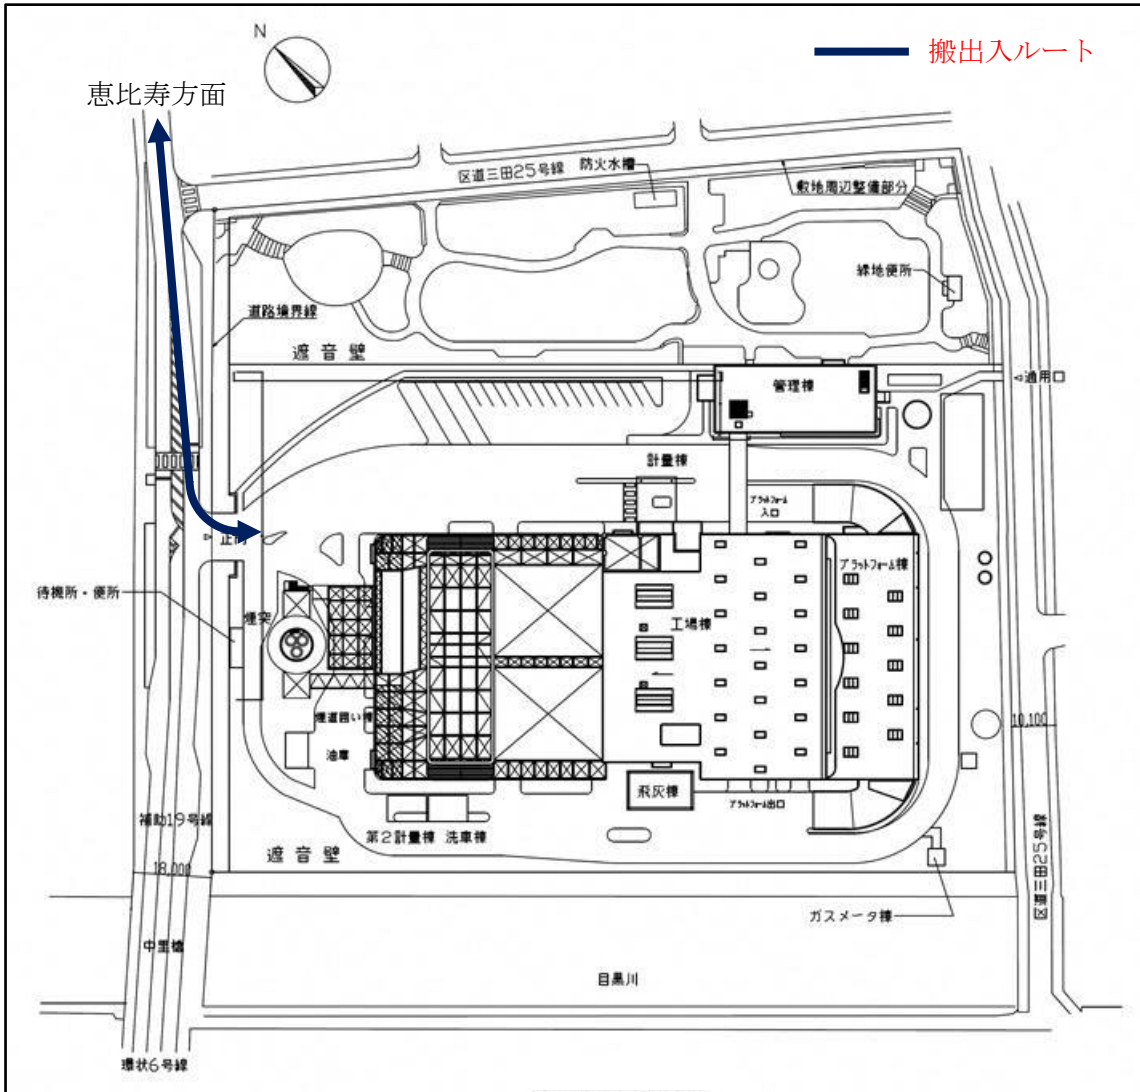 N
搬出入ルート
恵比寿方面
区道三田25号線
防火水槽
敷地周辺整備部分
緑地便所
道路境界線
遮音壁
管理棟
◁通用口
計量棟
プラットフォーム
入口
▷正門
プラットフォーム棟
待機所・便所
煙突
工場棟
煙道囲い棟
油庫
10,100
飛灰棟
プラットフォーム出口
補助19号線
第2計量棟 洗車棟
遮音壁
18,000
区道三田25号線
ガスメータ棟
中里橋
目黒川
環状6号線